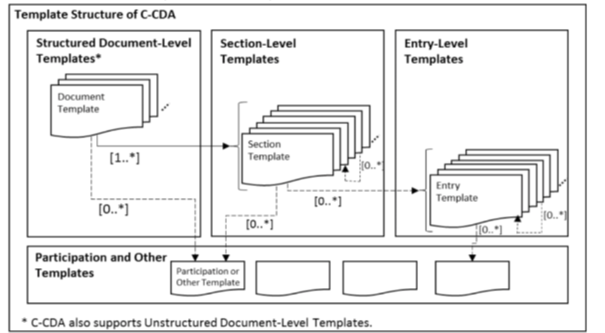 Template Structure of C-CDA
Structured Document-Level
Templates*
Document
Template
[1..*]
[0..*]
Section-Level
Templates
Section
Template
[0..*]
[0..*]
[0..*]
Entry-Level
Templates
Entry
Template
[0..*]
[0..*]
Participation and Other
Templates
Participation or
Other Template
* C-CDA also supports Unstructured Document-Level Templates.